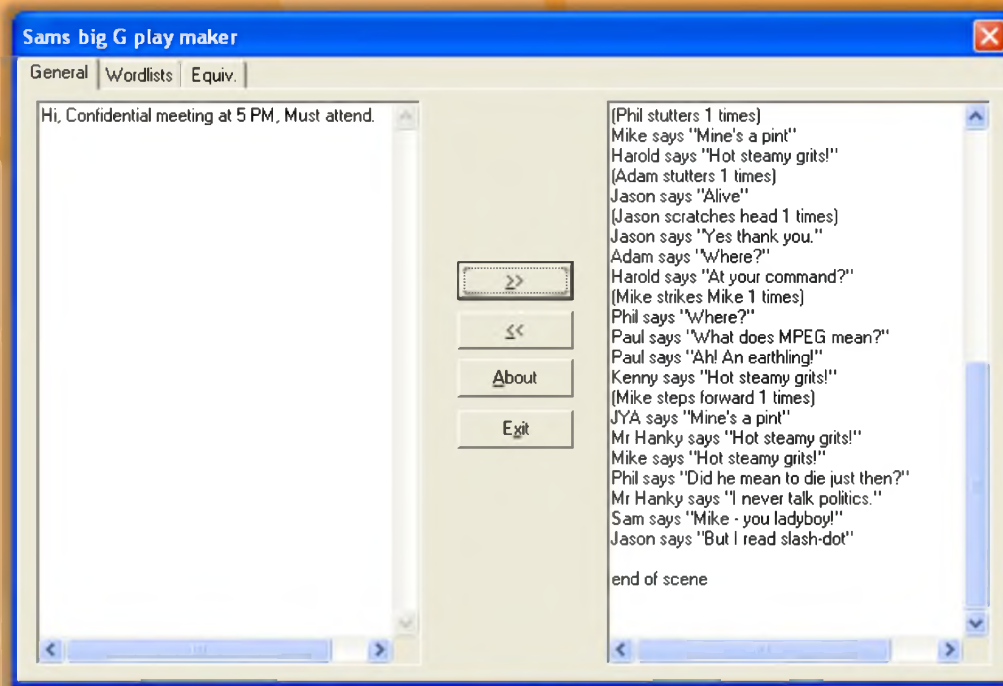 Sams big G play maker
General Wordlists Equiv.
Hi, Confidential meeting at 5 PM, Must attend.
>>
<<
About
Exit
(Phil stutters 1 times)
Mike says "Mine's a pint"
Harold says "Hot steamy grits!"
(Adam stutters 1 times)
Jason says "Alive"
(Jason scratches head 1 times)
Jason says "Yes thank you."
Adam says "Where?"
Harold says "At your command?"
(Mike strikes Mike 1 times)
Phil says "Where?"
Paul says "What does MPEG mean?"
Paul says "Ah! An earthling!"
Kenny says "Hot steamy grits!"
(Mike steps forward 1 times)
JYA says "Mine's a pint"
Mr Hanky says "Hot steamy grits!"
Mike says "Hot steamy grits!"
Phil says "Did he mean to die just then?"
Mr Hanky says "I never talk politics."
Sam says "Mike - you ladyboy!"
Jason says "But I read slash-dot"
end of scene